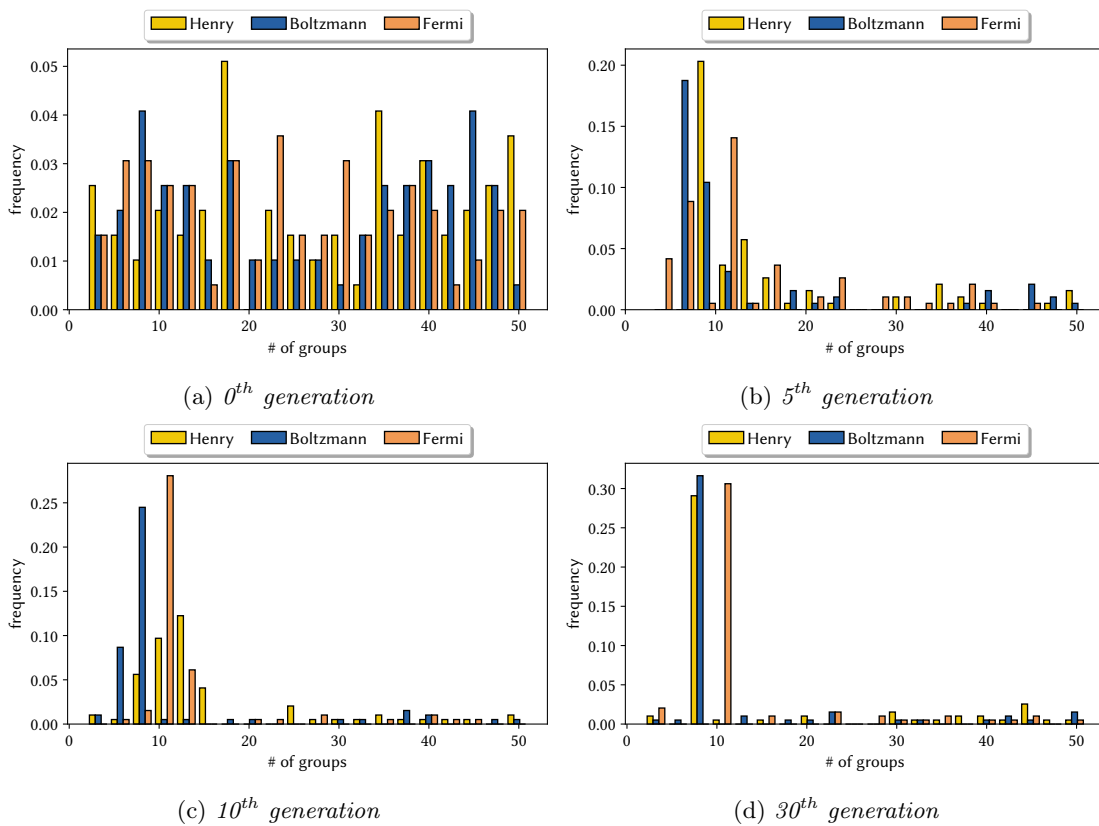 Henry Boltzmann Fermi
0.05
0.04
0.03
0.02
0.01
0.00
frequency
0 10 20 30 40 50
# of groups
(a) 0th generation
Henry Boltzmann Fermi
0.20
0.15
0.10
0.05
0.00
frequency
0 10 20 30 40 50
# of groups
(b) 5th generation
Henry Boltzmann Fermi
0.25
0.20
0.15
0.10
0.05
0.00
frequency
0 10 20 30 40 50
# of groups
(c) 10th generation
Henry Boltzmann Fermi
0.30
0.25
0.20
0.15
0.10
0.05
0.00
frequency
0 10 20 30 40 50
# of groups
(d) 30th generation